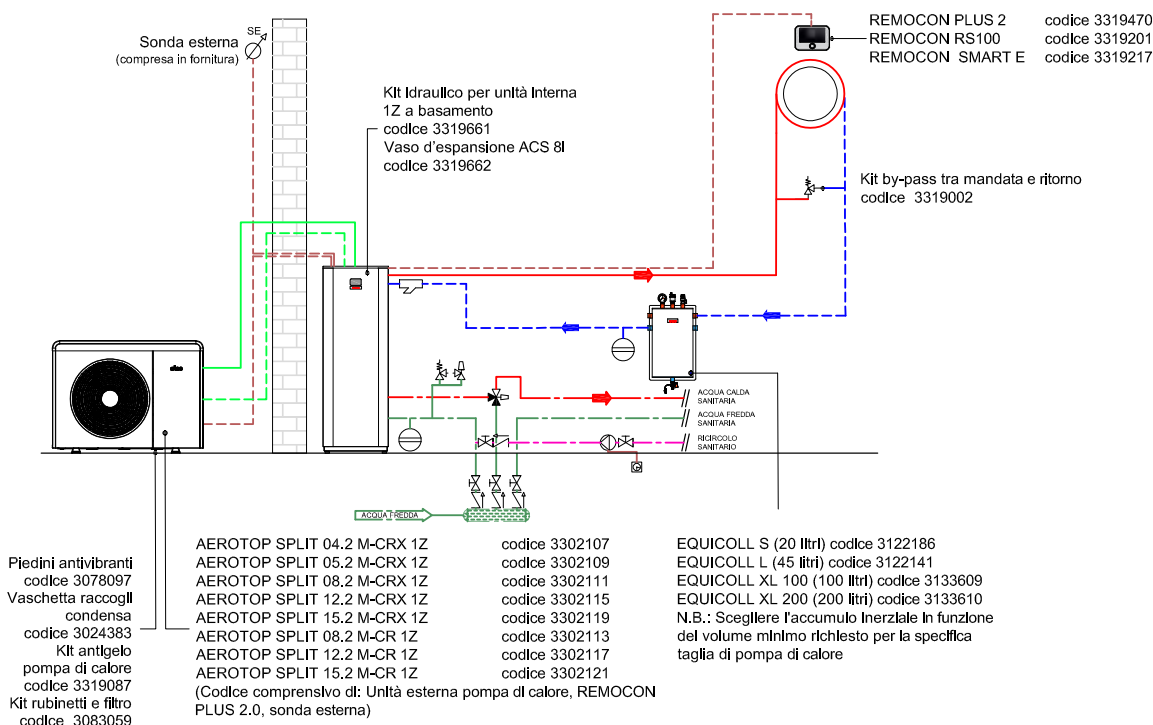 REMOCON PLUS 2 codice 3319470
REMOCON RS100 codice 3319201
REMOCON SMART E codice 3319217
SE
Sonda esterna
(compresa in fornitura)
Kit idraulico per unità interna
1Z a basamento
codice 3319661
Vaso d'espansione ACS 8l
codice 3319662
Kit by-pass tra mandata e ritorno
codice 3319002
ACQUA CALDA
SANITARIA
ACQUA FREDDA
SANITARIA
RICIRCOLO
SANITARIO
ACQUA FREDDA
Piedini antivibranti
codice 3078097
Vaschetta raccogli
condensa
codice 3024383
Kit antigelo
pompa di calore
codice 3319087
Kit rubinetti e filtro
codice 3083059
AEROTOP SPLIT 04.2 M-CRX 1Z codice 3302107
AEROTOP SPLIT 05.2 M-CRX 1Z codice 3302109
AEROTOP SPLIT 08.2 M-CRX 1Z codice 3302111
AEROTOP SPLIT 12.2 M-CRX 1Z codice 3302115
AEROTOP SPLIT 15.2 M-CRX 1Z codice 3302119
AEROTOP SPLIT 08.2 M-CR 1Z codice 3302113
AEROTOP SPLIT 12.2 M-CR 1Z codice 3302117
AEROTOP SPLIT 15.2 M-CR 1Z codice 3302121
(Codice comprensivo di: Unità esterna pompa di calore, REMOCON
PLUS 2.0, sonda esterna)
EQUICOLL S (20 litri) codice 3122186
EQUICOLL L (45 litri) codice 3122141
EQUICOLL XL 100 (100 litri) codice 3133609
EQUICOLL XL 200 (200 litri) codice 3133610
N.B.: Scegliere l'accumulo inerziale in funzione
del volume minimo richiesto per la specifica
taglia di pompa di calore